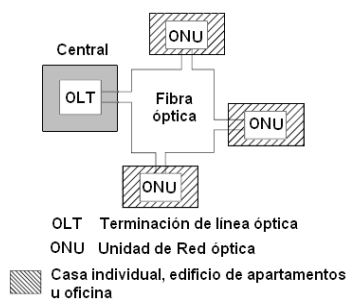 ONU
Central
OLT
Fibra
óptica
ONU
ONU
OLT Terminación de línea óptica
ONU Unidad de Red óptica
Casa individual, edificio de apartamentos
u oficina